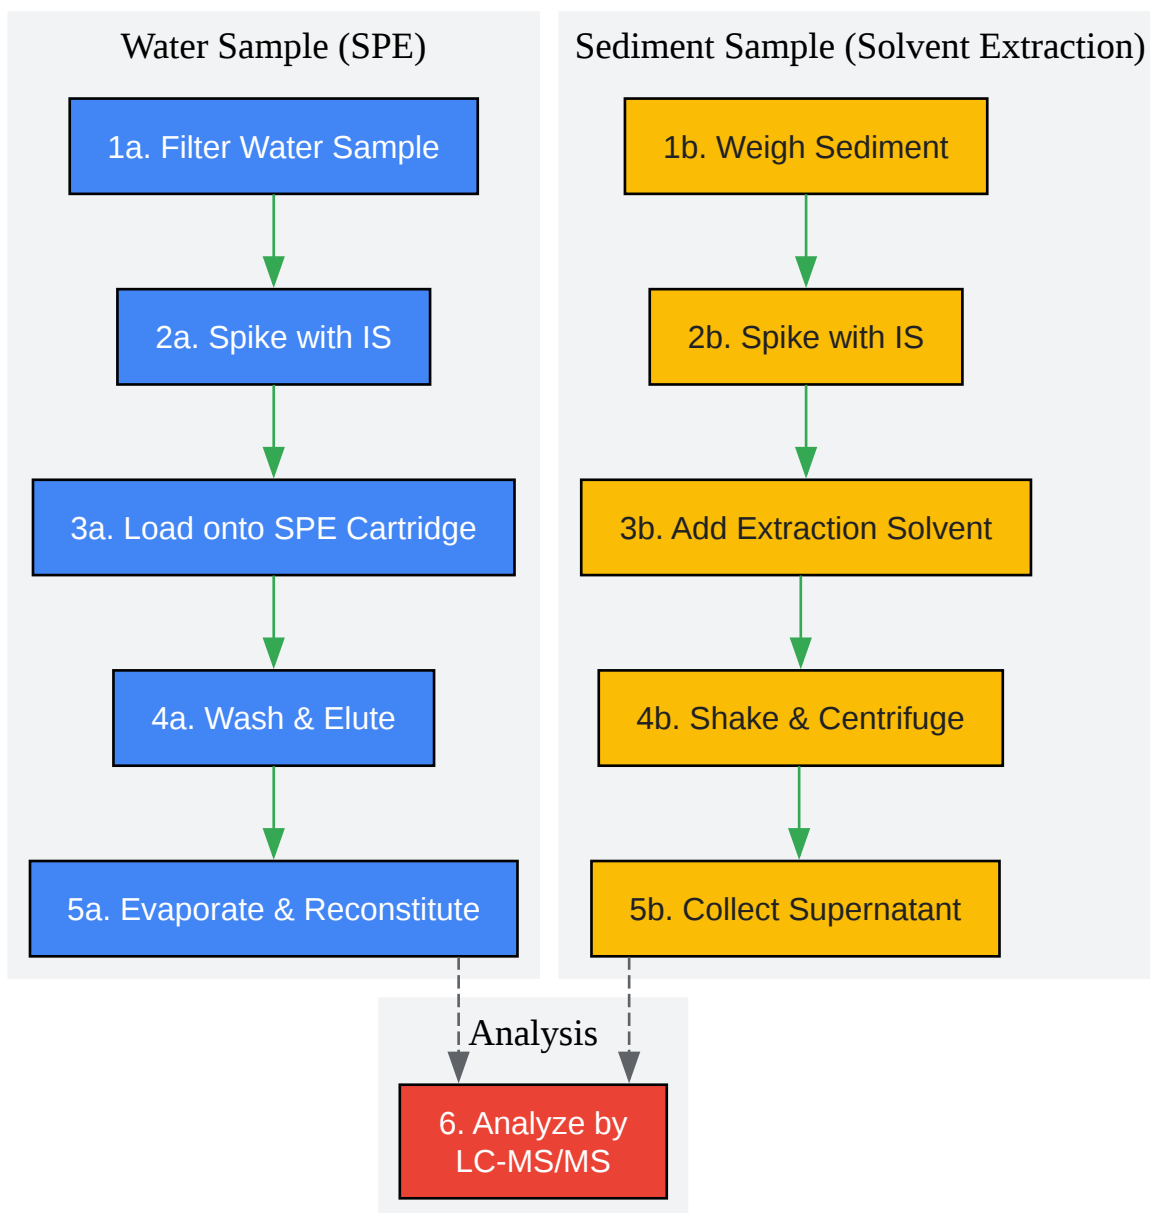 Water Sample (SPE)
1a. Filter Water Sample
2a. Spike with IS
3a. Load onto SPE Cartridge
4a. Wash & Elute
5a. Evaporate & Reconstitute
Sediment Sample (Solvent Extraction)
1b. Weigh Sediment
2b. Spike with IS
3b. Add Extraction Solvent
4b. Shake & Centrifuge
5b. Collect Supernatant
Analysis
6. Analyze by
LC-MS/MS